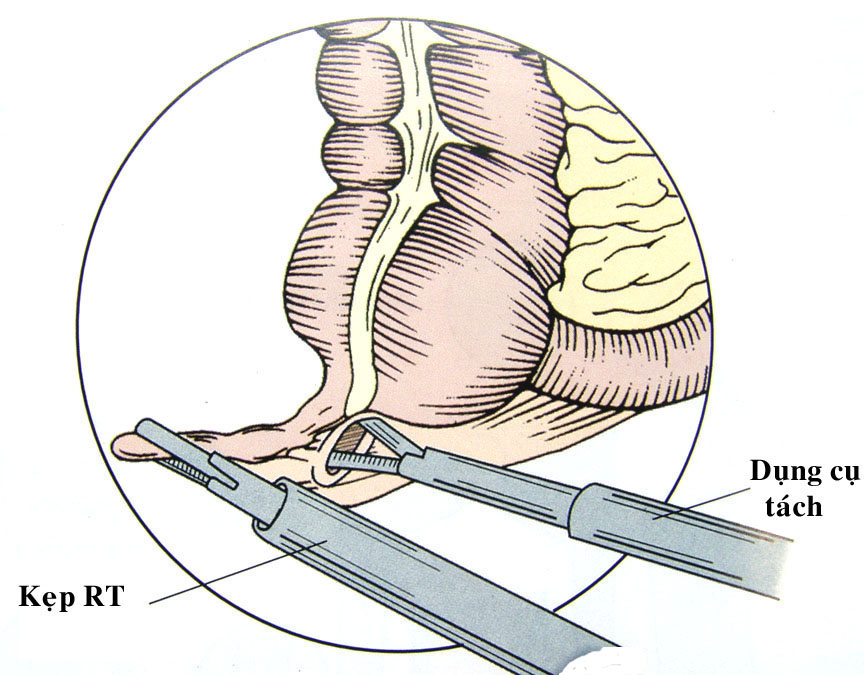 Dụng cụ
tách
Kẹp RT